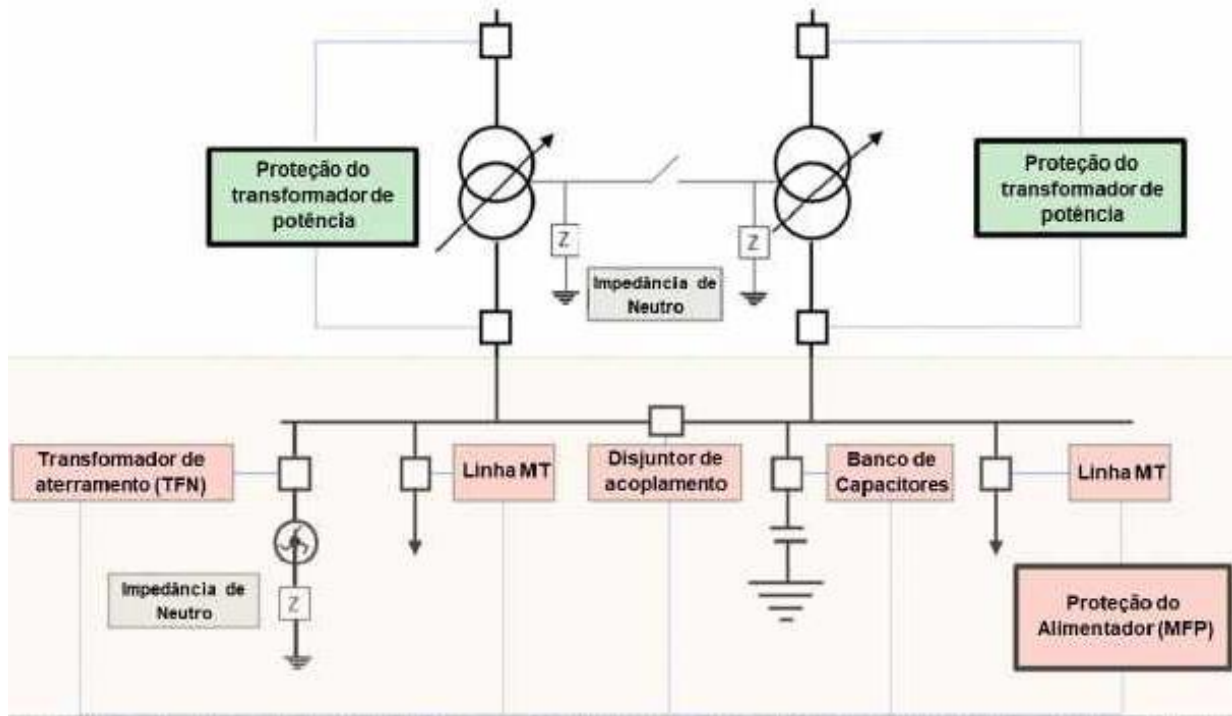 Proteção do
transformador de
potência
Proteção do
transformador de
potência
Z
Z
Impedância de
Neutro
Transformador de
aterramento (TFN)
Linha MT
Disjuntor de
acoplamento
Banco de
Capacitores
Linha MT
Impedância de
Neutro
Z
Proteção do
Alimentador (MFP)